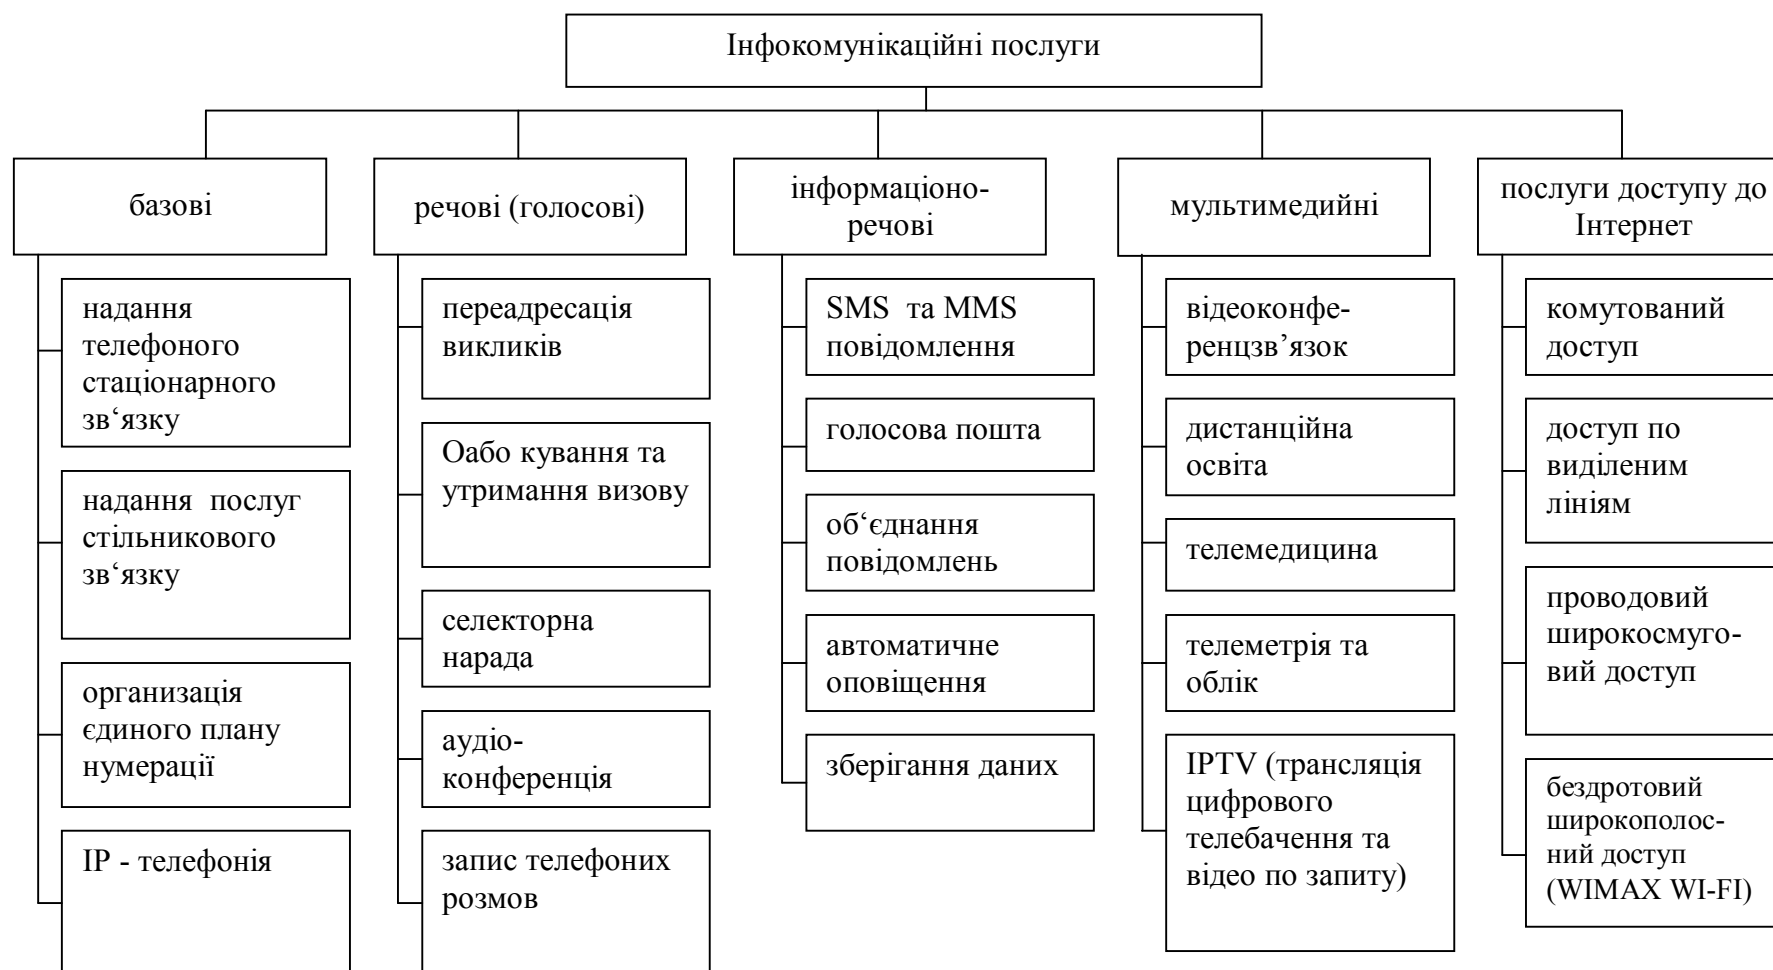 Інфокомунікаційні послуги
базові
речові (голосові)
інформаціоно-
речові
мультимедийні
послуги доступу до
Інтернет
надання
телефоного
стаціонарного
зв‘язку
надання  послуг
стільникового
зв‘язку
организація
єдиного плану
нумерації
IP - телефонія
переадресація
викликів
Оабо кування та
утримання визову
селекторна
нарада
аудіо-
конференція
запис телефоних
розмов
SMS  та MMS
повідомлення
голосова пошта
об‘єднання
повідомлень
автоматичне
оповіщення
зберігання даних
відеоконфе-
ренцзв’язок
дистанційна
освіта
телемедицина
телеметрія та
облік
IPTV (трансляція
цифрового
телебачення та
відео по запиту)
комутований
доступ
доступ по
виділеним
лініям
проводовий
широкосмуго-
вий доступ
бездротовий
широкополос-
ний доступ
(WIMAX WI-FI)